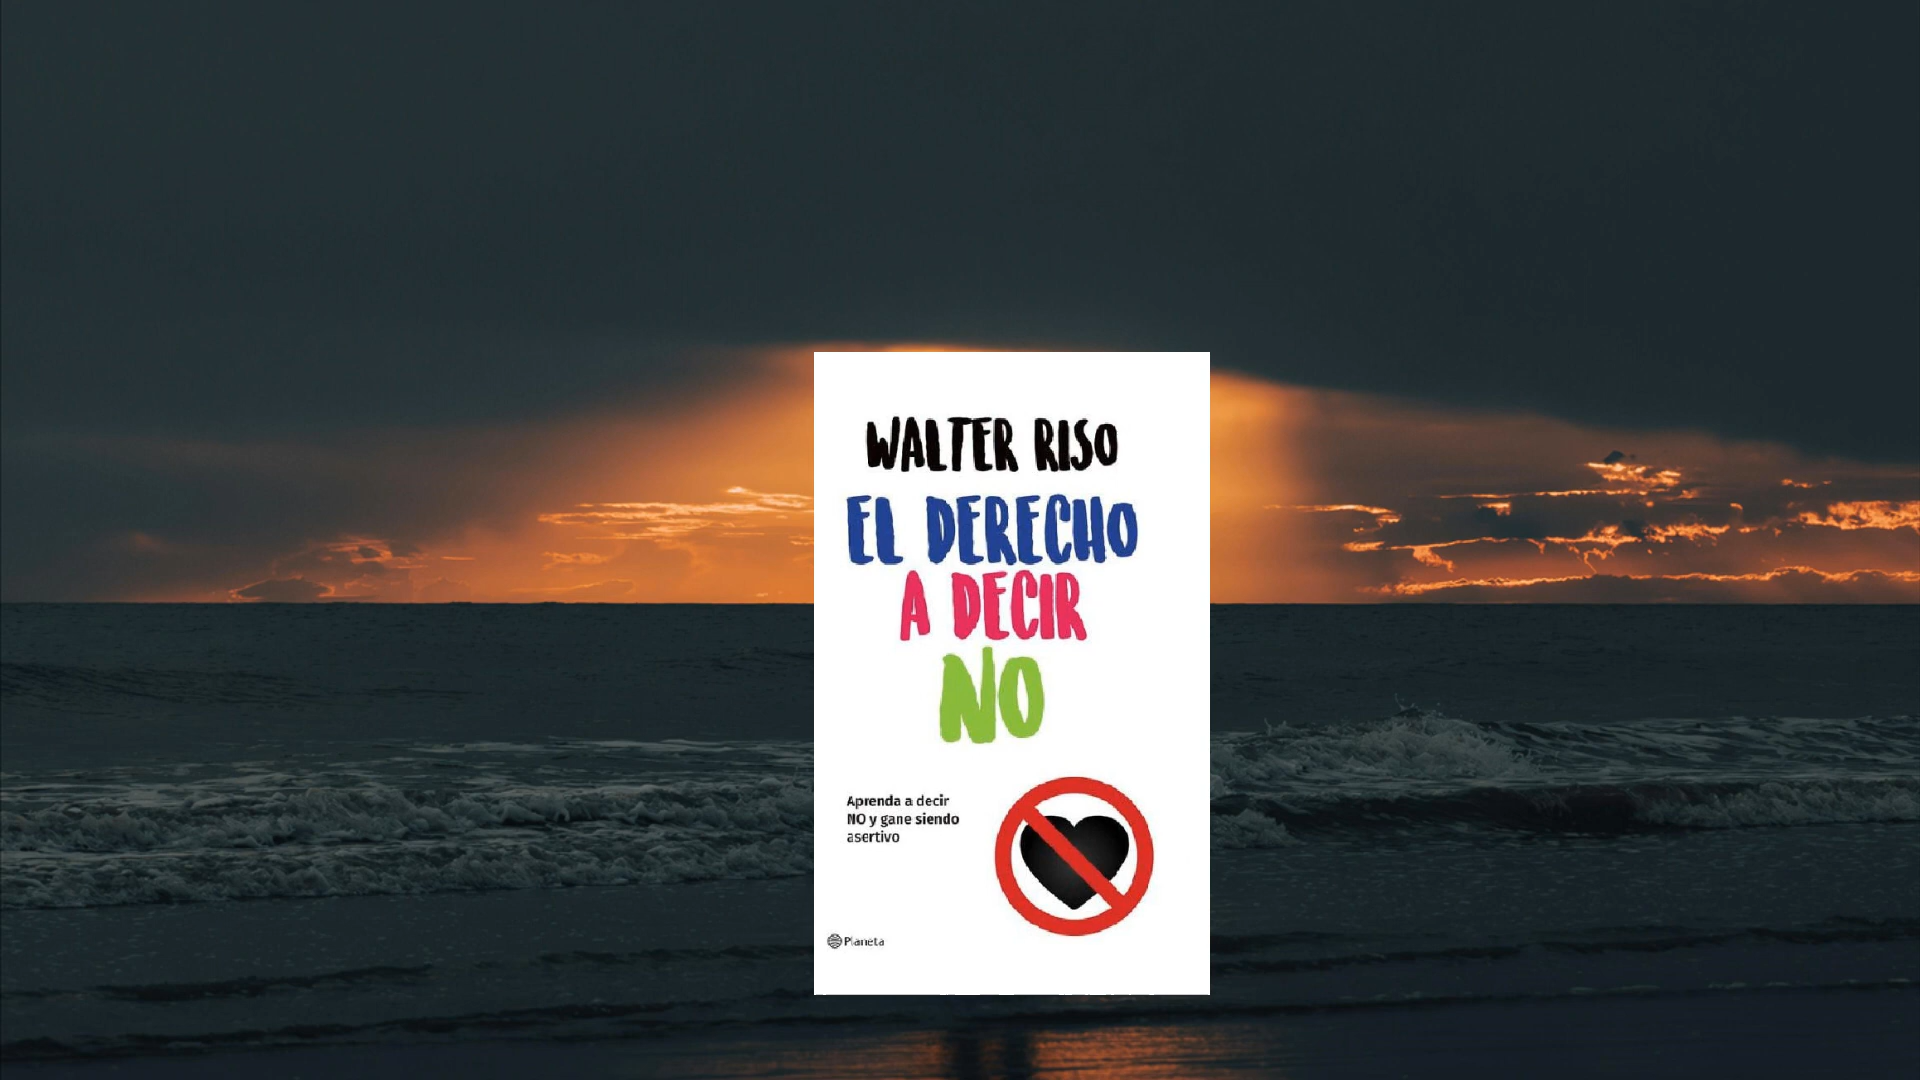 WALTER RISO
EL DERECHO
A DECIR
NO
Aprenda a decir
NO y gane siendo
asertivo
Planeta